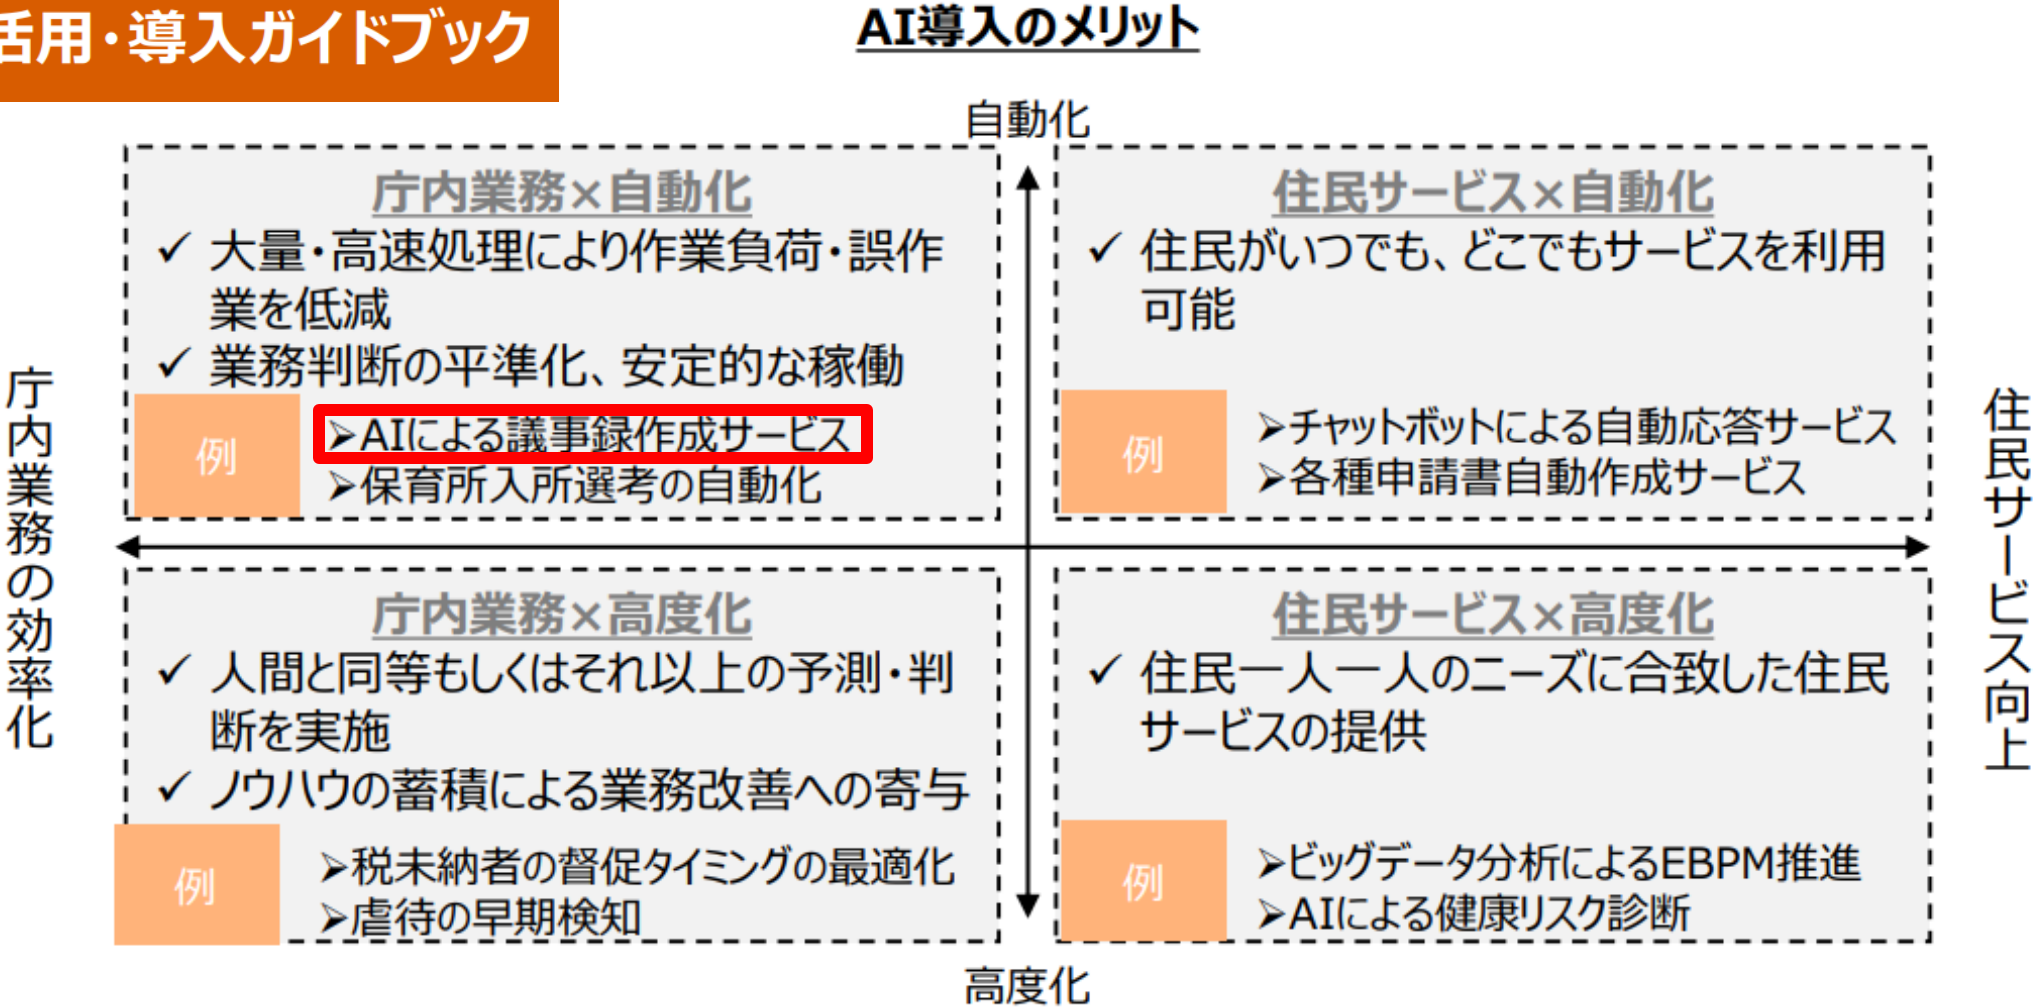 活用・導入ガイドブック
AI導入のメリット
自動化
庁内業務×自動化
✓ 大量・高速処理により作業負荷・誤作
業を低減
✓ 業務判断の平準化、安定的な稼働
例
➢AIによる議事録作成サービス
➢保育所入所選考の自動化
住民サービス×自動化
✓ 住民がいつでも、どこでもサービスを利用
可能
例
➢チャットボットによる自動応答サービス
➢各種申請書自動作成サービス
庁内業務の効率化
住民サービス向上
庁内業務×高度化
✓ 人間と同等もしくはそれ以上の予測・判
断を実施
✓ ノウハウの蓄積による業務改善への寄与
例
➢税未納者の督促タイミングの最適化
➢虐待の早期検知
住民サービス×高度化
✓ 住民一人一人のニーズに合致した住民
サービスの提供
例
➢ビッグデータ分析によるEBPM推進
➢AIによる健康リスク診断
高度化